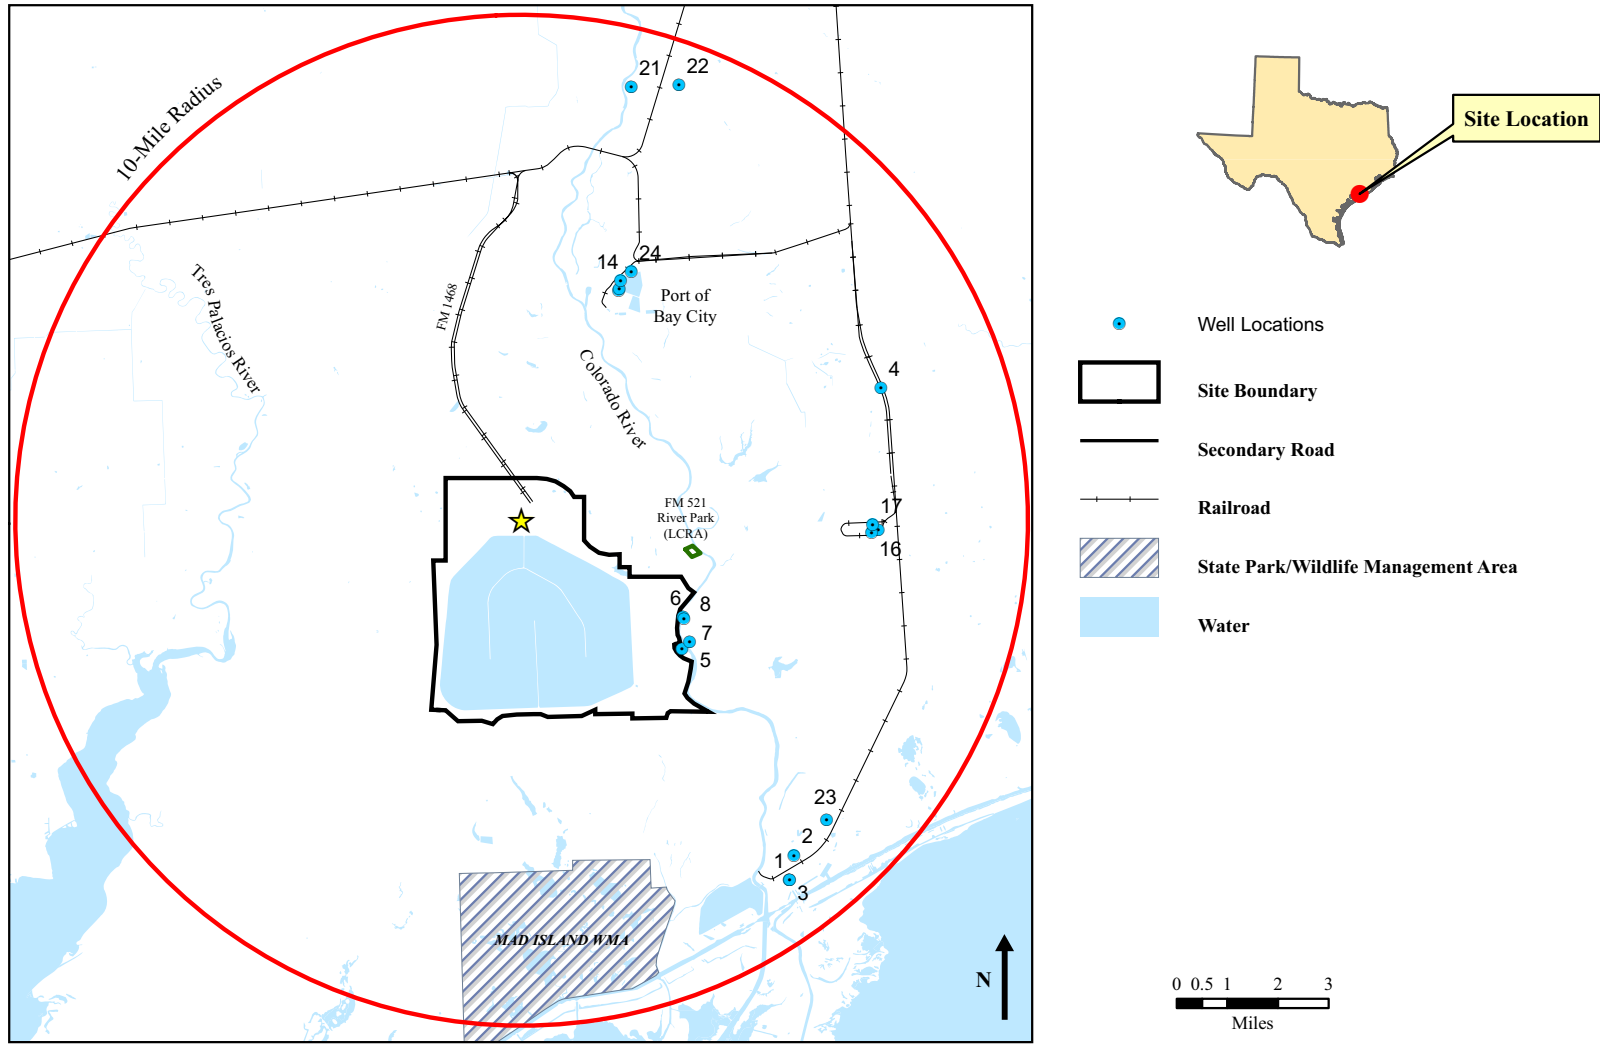 21
22
10-Mile Radius
Site Location
24
14
Tres Palacios River
FM 1468
Port of
Bay City
Well Locations
Colorado River
4
Site Boundary
Secondary Road
FM 521
River Park
(LCRA)
17
16
Railroad
State Park/Wildlife Management Area
6
8
7
5
Water
23
2
1
3
MAD ISLAND WMA
N
0 0.5 1 2 3
Miles